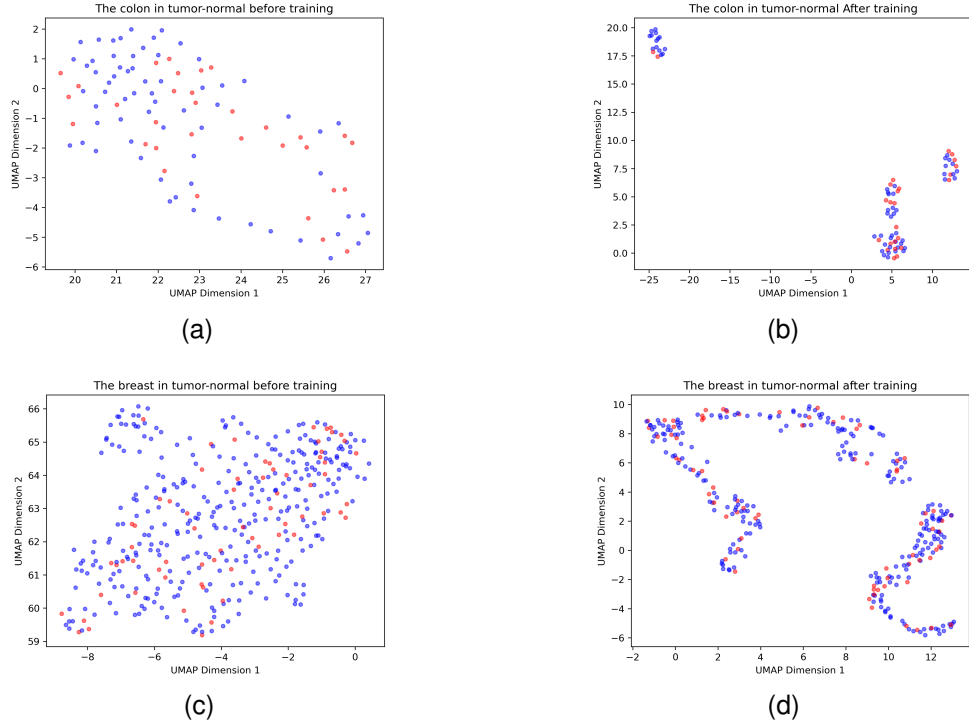 The colon in tumor-normal before training
2
1
0
−1
−2
−3
−4
−5
−6
UMAP Dimension 2
20 21 22 23 24 25 26 27
UMAP Dimension 1
(a)
The colon in tumor-normal After training
20.0
17.5
15.0
12.5
10.0
7.5
5.0
2.5
0.0
UMAP Dimension 2
−25 −20 −15 −10 −5 0 5 10
UMAP Dimension 1
(b)
The breast in tumor-normal before training
66
65
64
63
62
61
60
59
UMAP Dimension 2
−8 −6 −4 −2 0
UMAP Dimension 1
(c)
The breast in tumor-normal after training
10
8
6
4
2
0
−2
−4
−6
UMAP Dimension 2
−2 0 2 4 6 8 10 12
UMAP Dimension 1
(d)